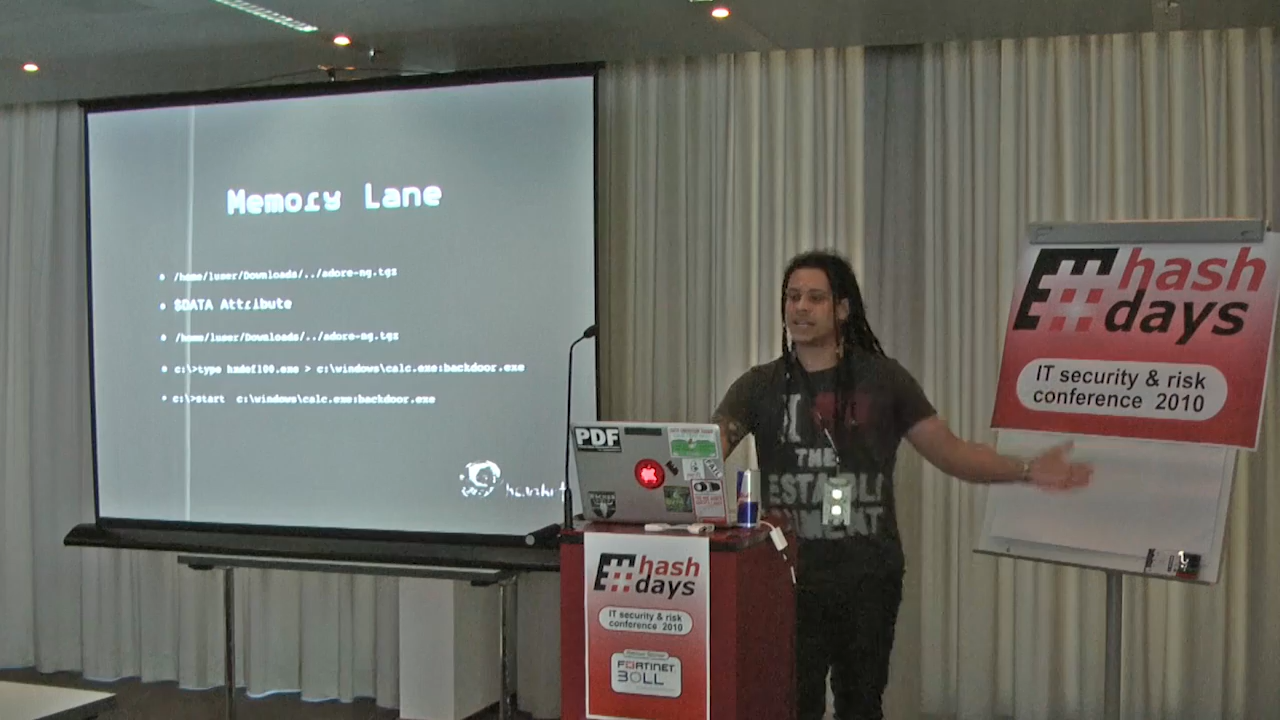 Memory Lane
/home/luser/Downloads/../adore-ng.tgz
$DATA Attribute
/home/luser/Downloads/../adore-ng.tgz
c:\>type hxdef100.exe > c:\windows\calc.exe:backdoor.exe
c:\>start c:\windows\calc.exe:backdoor.exe
hash
days
IT security & risk
conference 2010
PDF
THE
hash
days
IT security & risk
conference 2010
FORTINET
BOLL